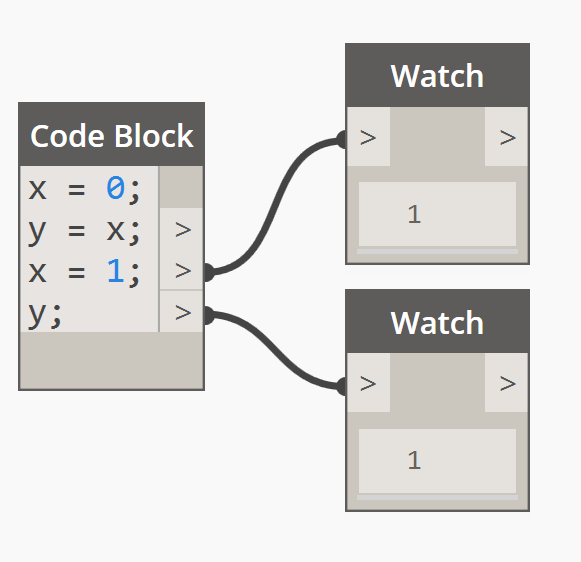 Code Block
x = 0;
y = x; >
x = 1; >
y; >
Watch
> >
1
Watch
> >
1